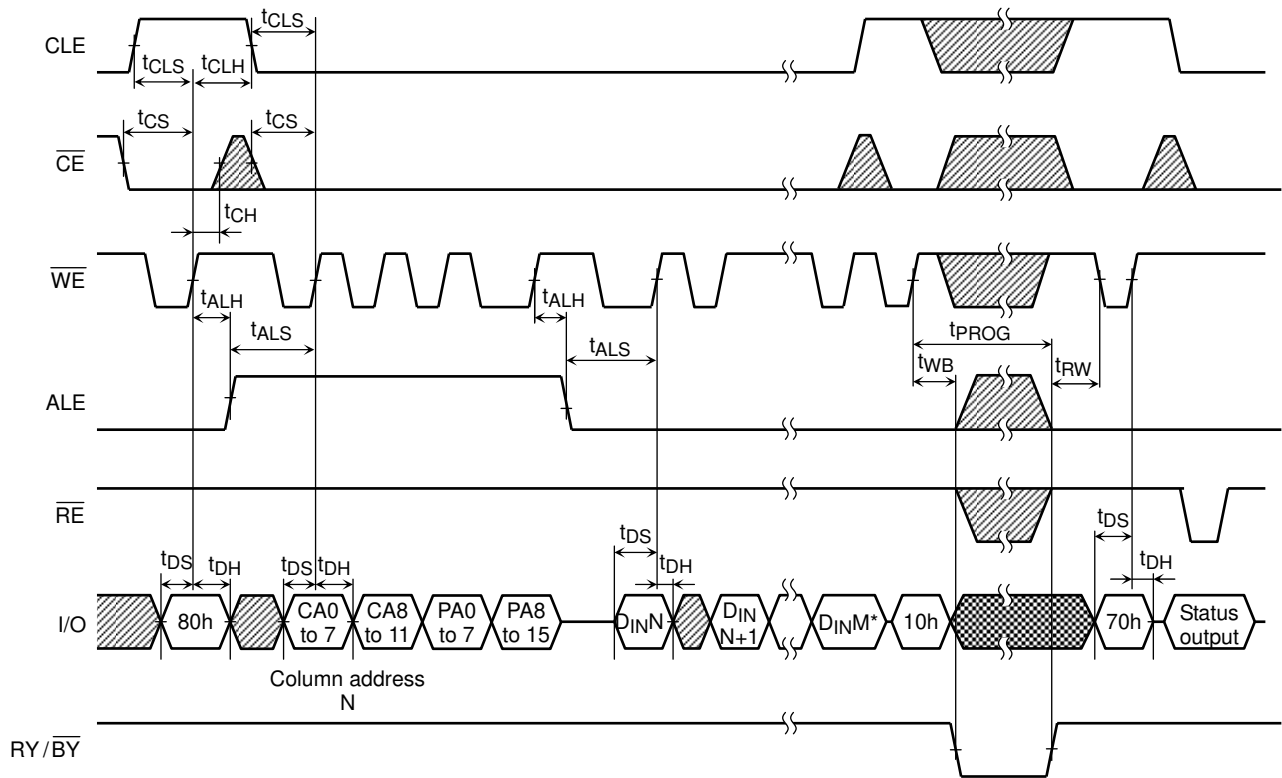 tCLS
CLE
tCLS tCLH
tCS tCS
CE
tCH
WE
tALH tALH
tALS tALS tPROG
tWB tRW
ALE
RE
tDS tDS
tDS tDH tDS tDH tDH tDH
I/O 80h CA0 to 7 CA8 to 11 PA0 to 7 PA8 to 15 DINN DIN N+1 DINM* 10h 70h Status output
Column address
N
RY/BY